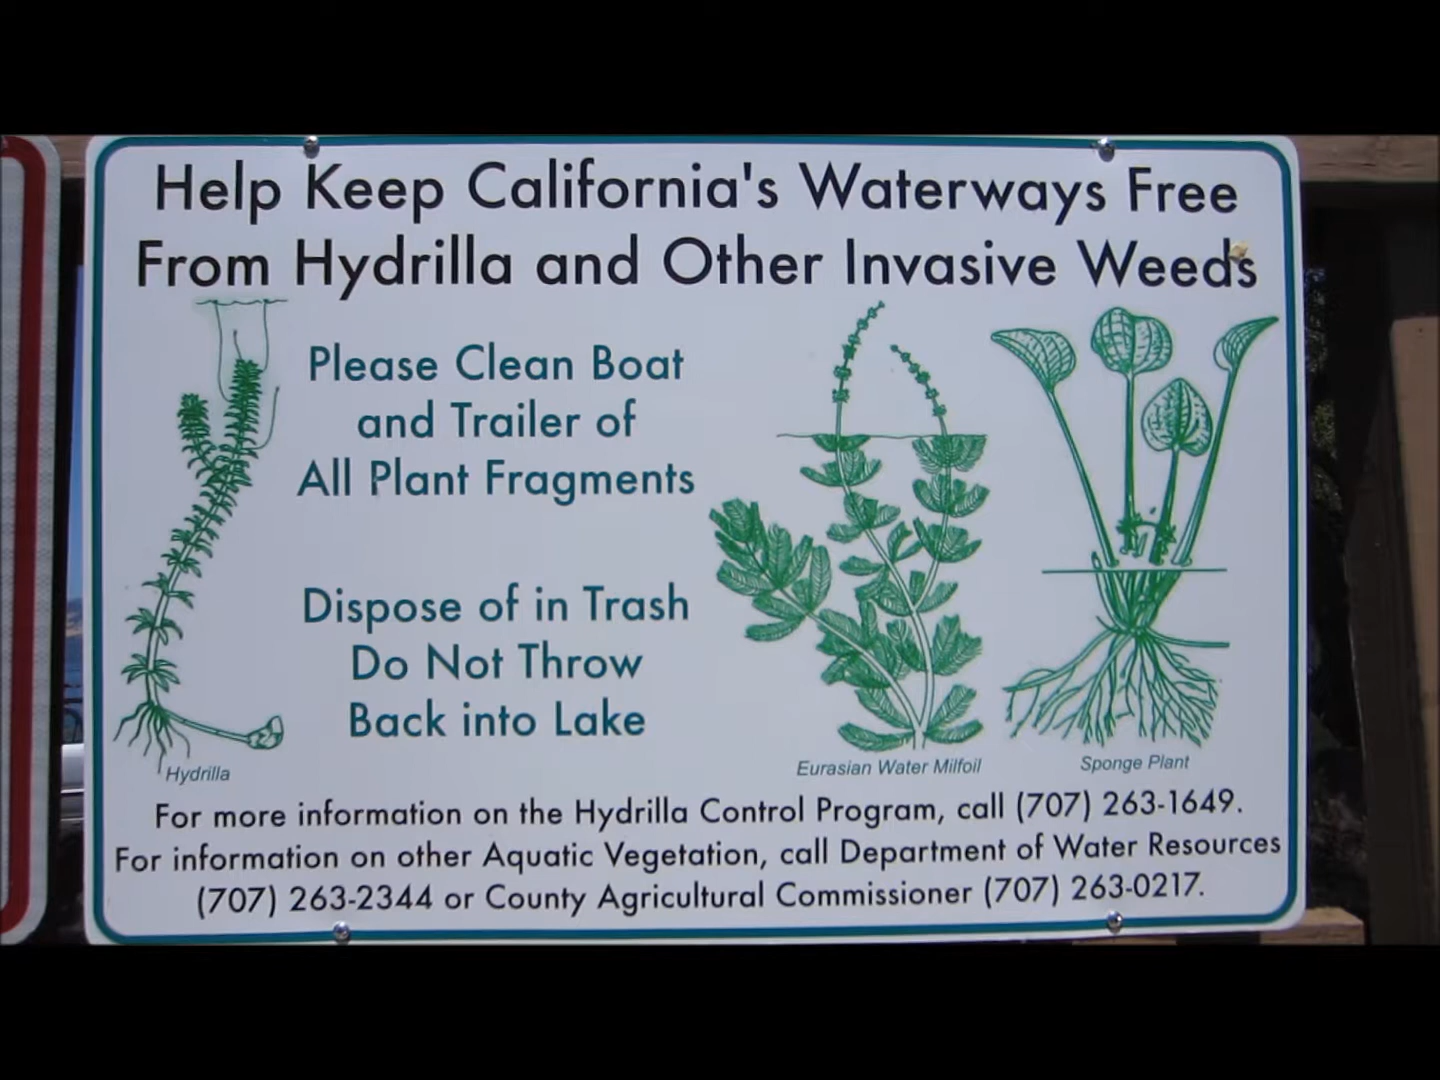 Help Keep California's Waterways Free
From Hydrilla and Other Invasive Weeds
Please Clean Boat
and Trailer of
All Plant Fragments
Dispose of in Trash
Do Not Throw
Back into Lake
Hydrilla
Eurasian Water Milfoil
Sponge Plant
For more information on the Hydrilla Control Program, call (707) 263-1649.
For information on other Aquatic Vegetation, call Department of Water Resources
(707) 263-2344 or County Agricultural Commissioner (707) 263-0217.